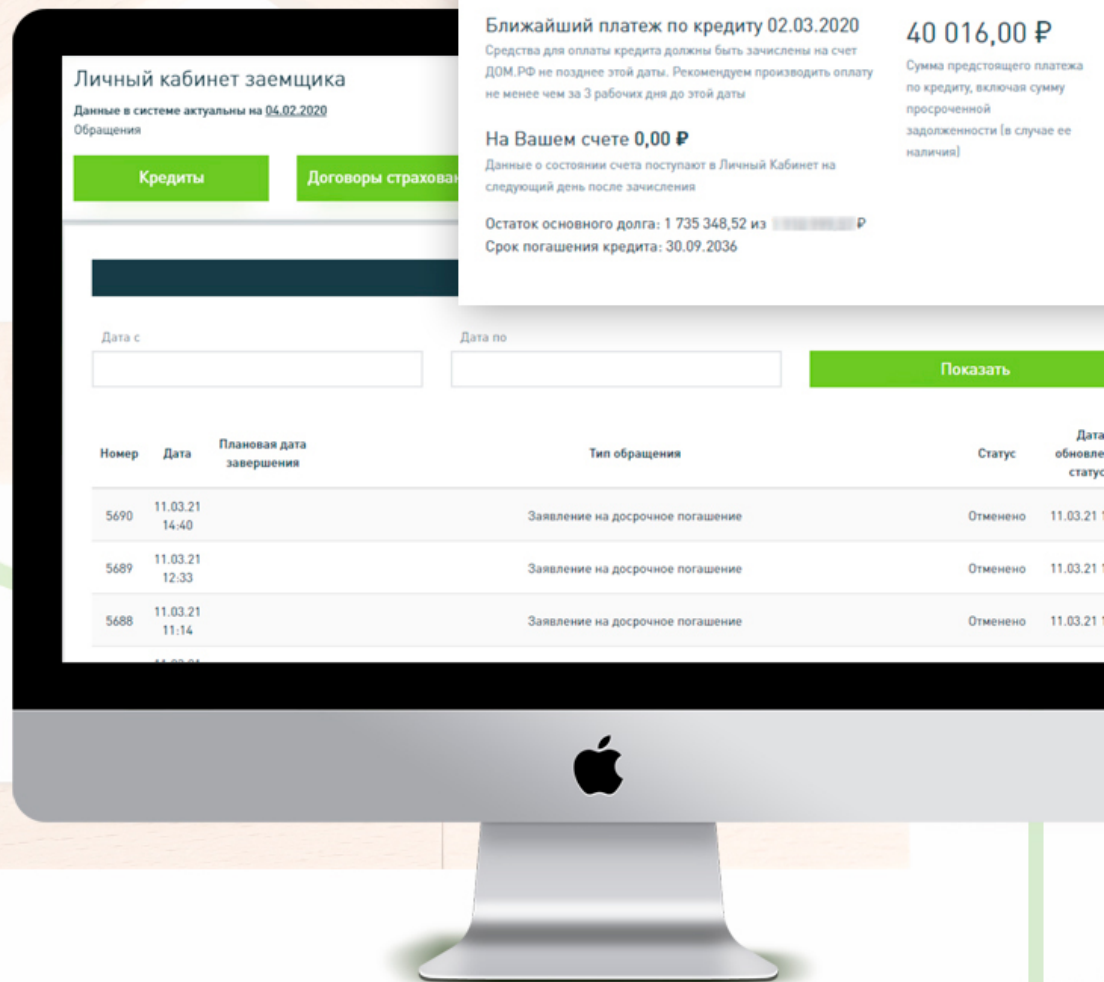 Ближайший платеж по кредиту 02.03.2020
Средства для оплаты кредита должны быть зачислены на счет
ДОМ.РФ не позднее этой даты. Рекомендуем производить оплату
не менее чем за 3 рабочих дня до этой даты
40 016,00 ₽
Сумма предстоящего платежа
по кредиту, включая сумму
просроченной
задолженности (в случае ее
наличия)
На Вашем счете 0,00 ₽
Данные о состоянии счета поступают в Личный Кабинет на
следующий день после зачисления
Остаток основного долга: 1 735 348,52 из ₽
Срок погашения кредита: 30.09.2036
Личный кабинет заемщика
Данные в системе актуальны на 04.02.2020
Обращения
Кредиты
Договоры страхован
Дата с
Дата по
Показать
Номер Дата Плановая дата завершения Тип обращения Статус Дата обновле статус
5690 11.03.21 14:40 Заявление на досрочное погашение Отменено 11.03.21 1
5689 11.03.21 12:33 Заявление на досрочное погашение Отменено 11.03.21 1
5688 11.03.21 11:14 Заявление на досрочное погашение Отменено 11.03.21 1